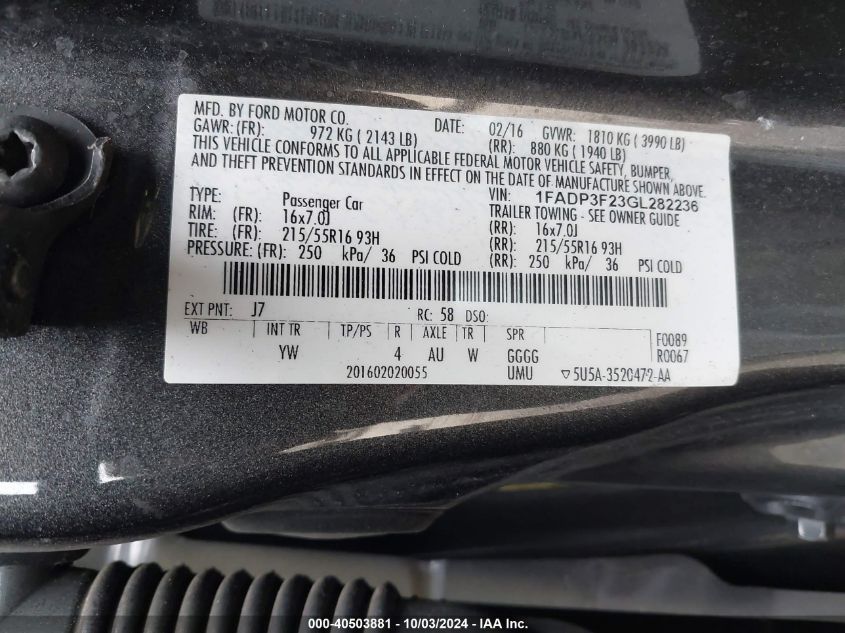 MFD. BY FORD MOTOR CO.
DATE: 02/16 GVWR: 1810 KG ( 3990 LB)
GAWR: (FR): 972 KG ( 2143 LB) (RR): 880 KG ( 1940 LB)
THIS VEHICLE CONFORMS TO ALL APPLICABLE FEDERAL MOTOR VEHICLE SAFETY, BUMPER,
AND THEFT PREVENTION STANDARDS IN EFFECT ON THE DATE OF MANUFACTURE SHOWN ABOVE.
VIN: 1FADP3F23GL282236
TYPE: Passenger Car TRAILER TOWING - SEE OWNER GUIDE
RIM: (FR): 16x7.0J (RR): 16x7.0J
TIRE: (FR): 215/55R16 93H (RR): 215/55R16 93H
PRESSURE: (FR): 250 kPa/ 36 PSI COLD (RR): 250 kPa/ 36 PSI COLD
EXT PNT: J7 RC: 58 DSO:
WB INT TR TP/PS R AXLE TR SPR F0089
YW 4 AU W GGGG R0067
201602020055 UMU ▽5U5A-3520472-AA
000-40503881 - 10/03/2024 - IAA Inc.